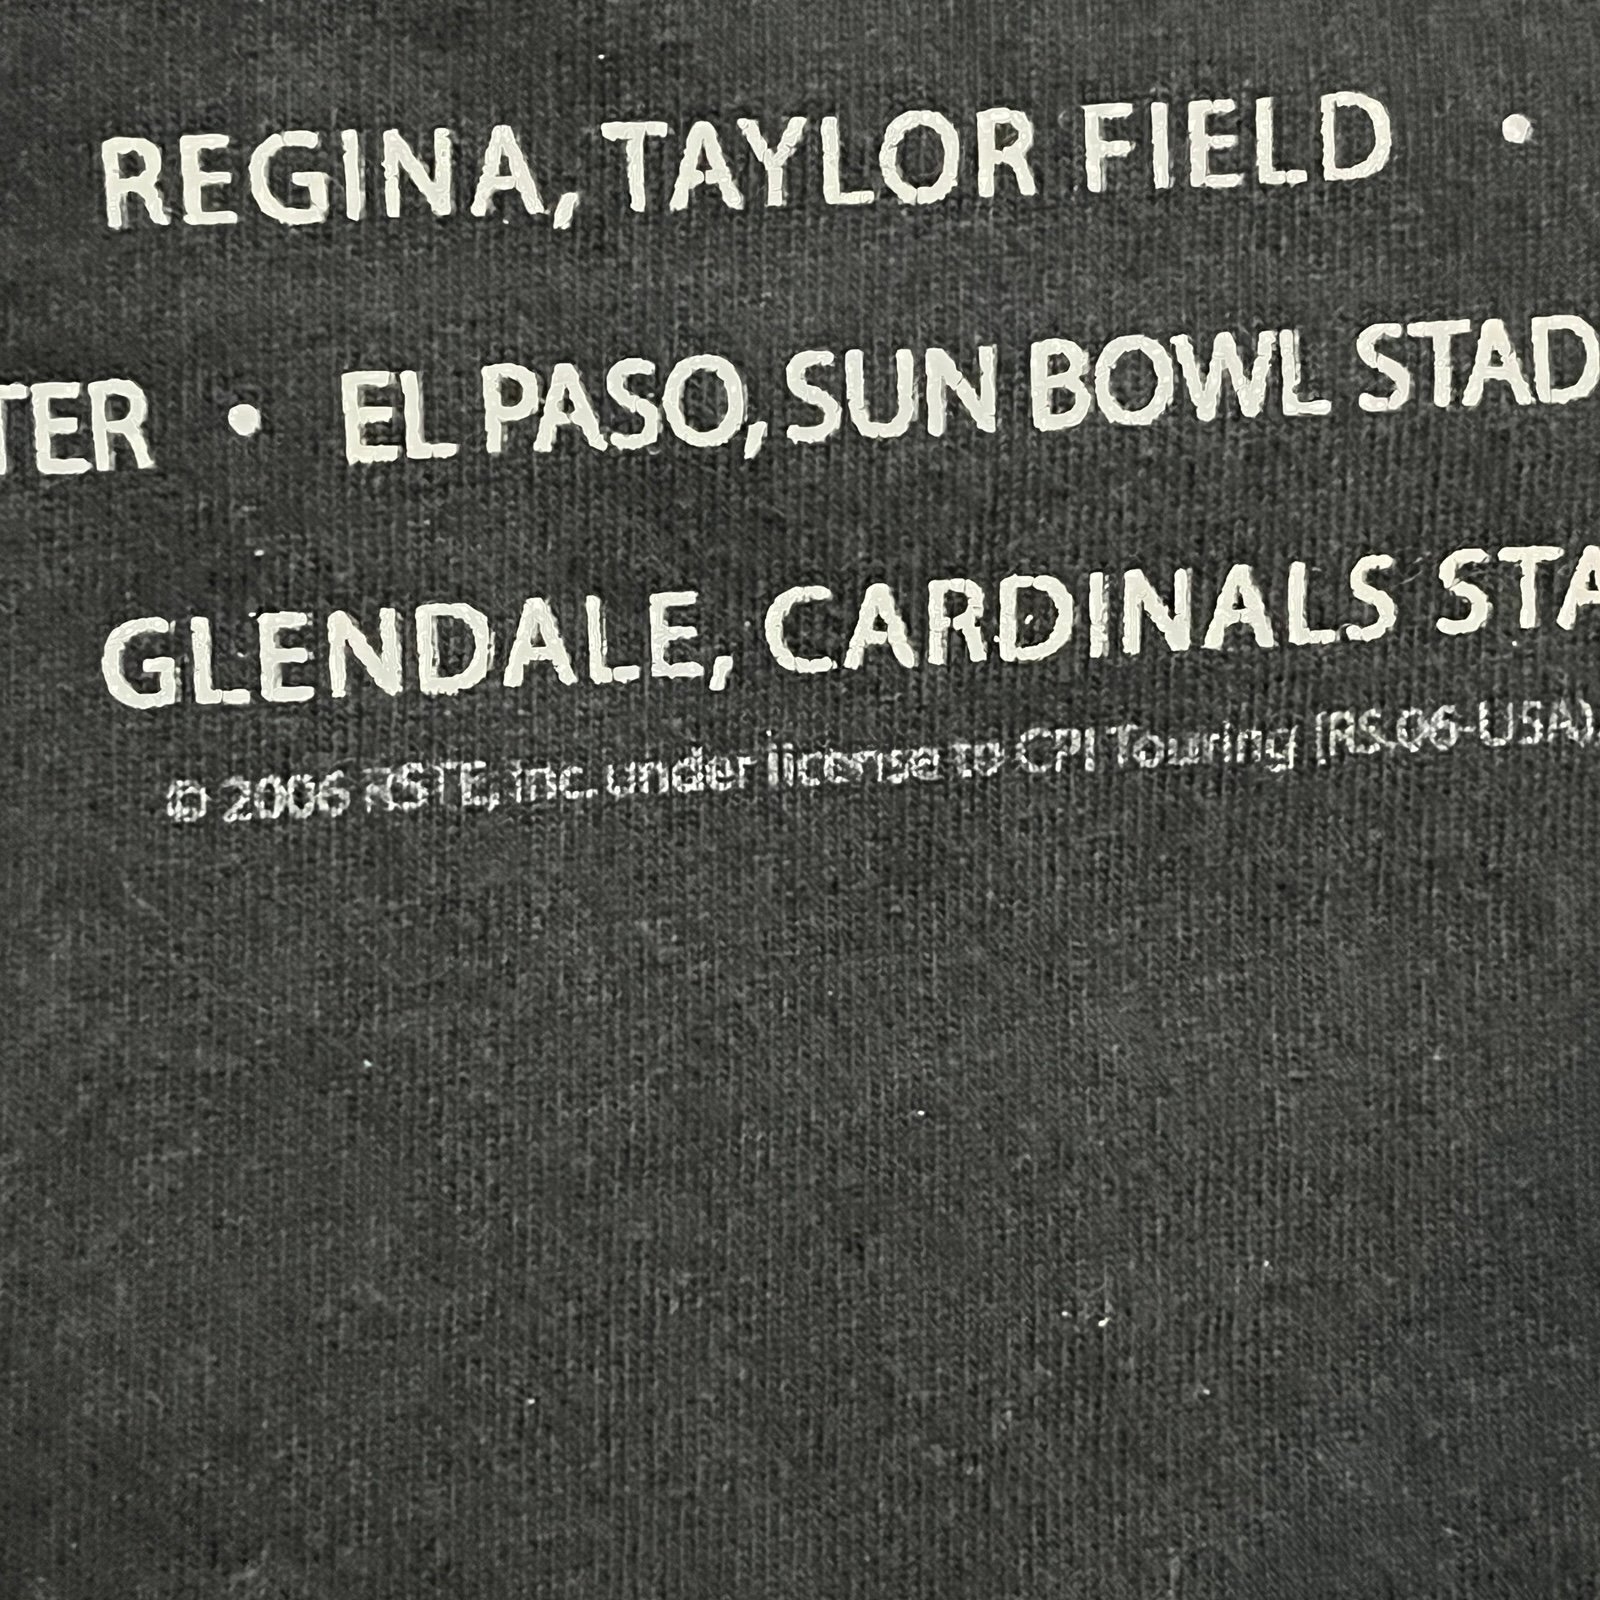 REGINA, TAYLOR FIELD •
TER • EL PASO, SUN BOWL STAD
GLENDALE, CARDINALS STA
© 2006 RSTE, Inc. under license to CPI Touring (RS.06-USA).